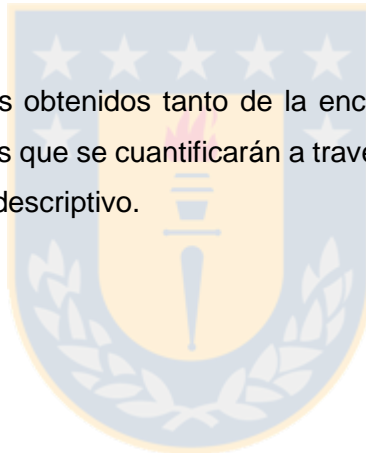 s obtenidos tanto de la enc
s que se cuantificarán a trave
descriptivo.